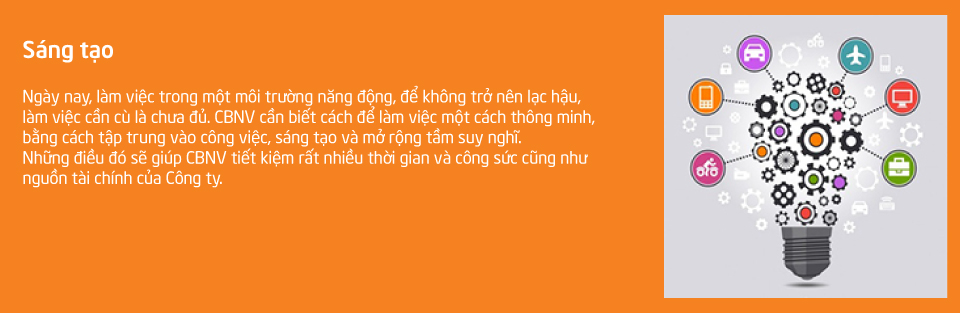 Sáng tạo
Ngày nay, làm việc trong một môi trường năng động, để không trở nên lạc hậu,
làm việc cần cù là chưa đủ. CBNV cần biết cách để làm việc một cách thông minh,
bằng cách tập trung vào công việc, sáng tạo và mở rộng tầm suy nghĩ.
Những điều đó sẽ giúp CBNV tiết kiệm rất nhiều thời gian và công sức cũng như
nguồn tài chính của Công ty.